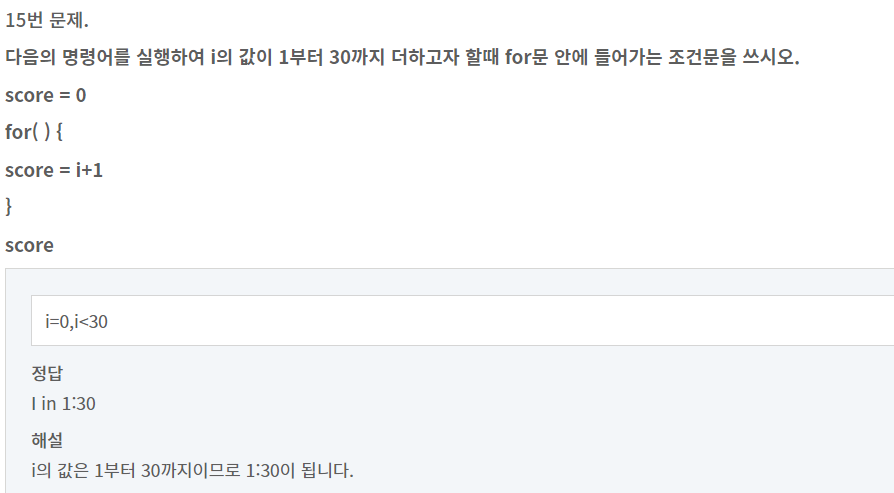 15번 문제.
다음의 명령어를 실행하여 i의 값이 1부터 30까지 더하고자 할때 for문 안에 들어가는 조건문을 쓰시오.
score = 0
for( ) {
score = i+1
}
score
i=0,i<30
정답
I in 1:30
해설
i의 값은 1부터 30까지이므로 1:30이 됩니다.